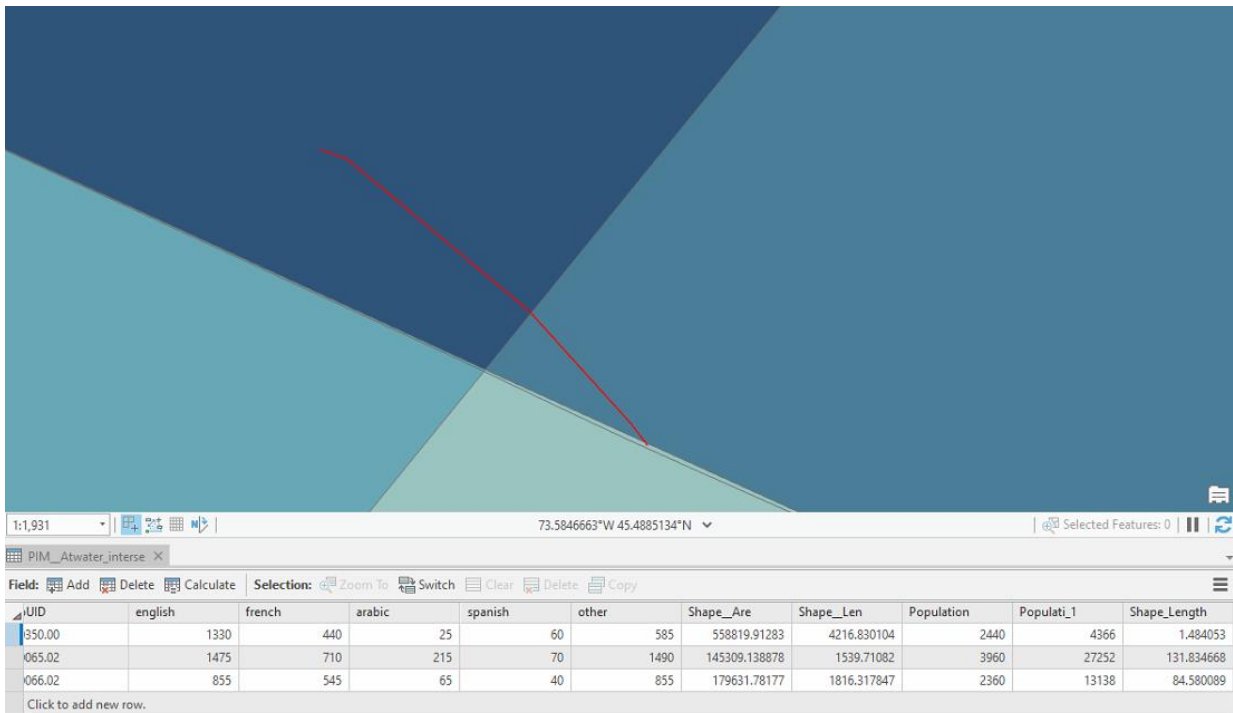 1:1,931 73.5846663°W 45.4885134°N Selected Features: 0
PIM__Atwater_interse
Field: Add Delete Calculate Selection: Zoom To Switch Clear Delete Copy
UID english french arabic spanish other Shape__Are Shape__Len Population Populati_1 Shape_Length
350.00 1330 440 25 60 585 558819.91283 4216.830104 2440 4366 1.484053
065.02 1475 710 215 70 1490 145309.138878 1539.71082 3960 27252 131.834668
066.02 855 545 65 40 855 179631.78177 1816.317847 2360 13138 84.580089
Click to add new row.